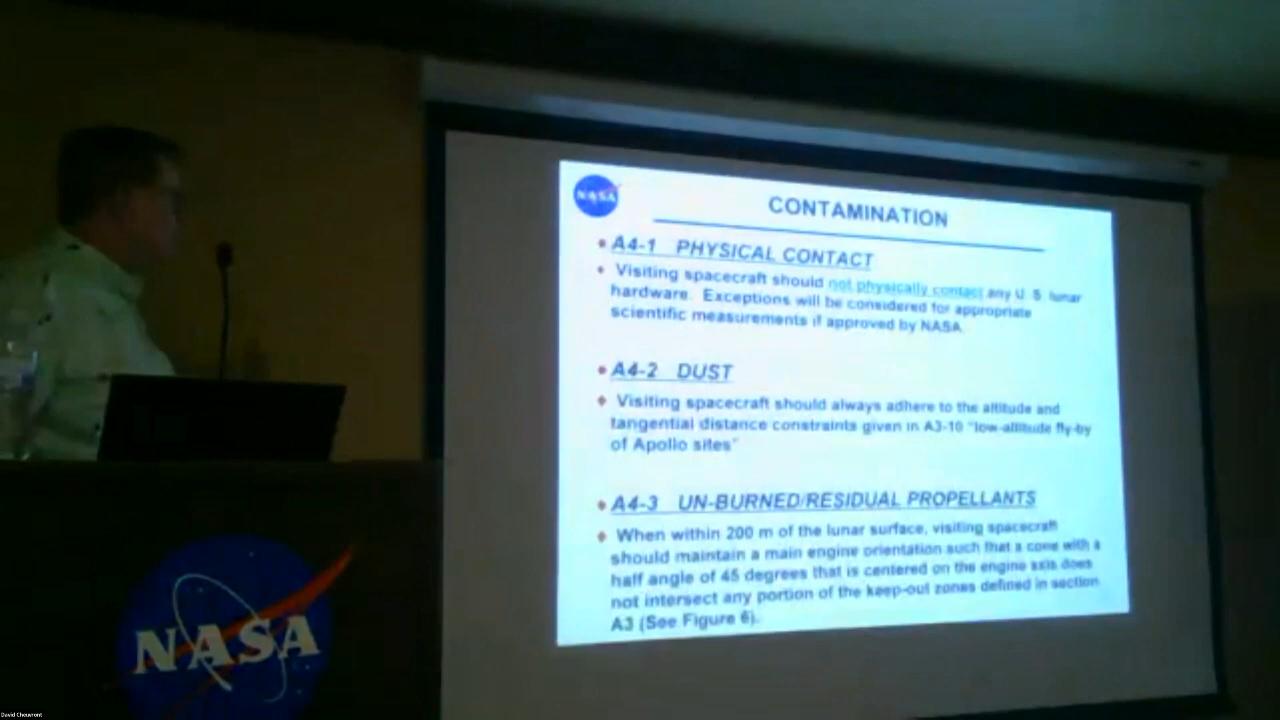 NASA
CONTAMINATION
A4-1 PHYSICAL CONTACT
Visiting spacecraft should not physically contact any U. S. lunar
hardware. Exceptions will be considered for appropriate
scientific measurements if approved by NASA.
A4-2 DUST
Visiting spacecraft should always adhere to the altitude and
tangential distance constraints given in A3-10 "low-altitude fly-by
of Apollo sites"
A4-3 UN-BURNED/RESIDUAL PROPELLANTS
When within 200 m of the lunar surface, visiting spacecraft
should maintain a main engine orientation such that a cone with a
half angle of 45 degrees that is centered on the engine axis does
not intersect any portion of the keep-out zones defined in section
A3 (See Figure 6).
NASA
David Cheuvront